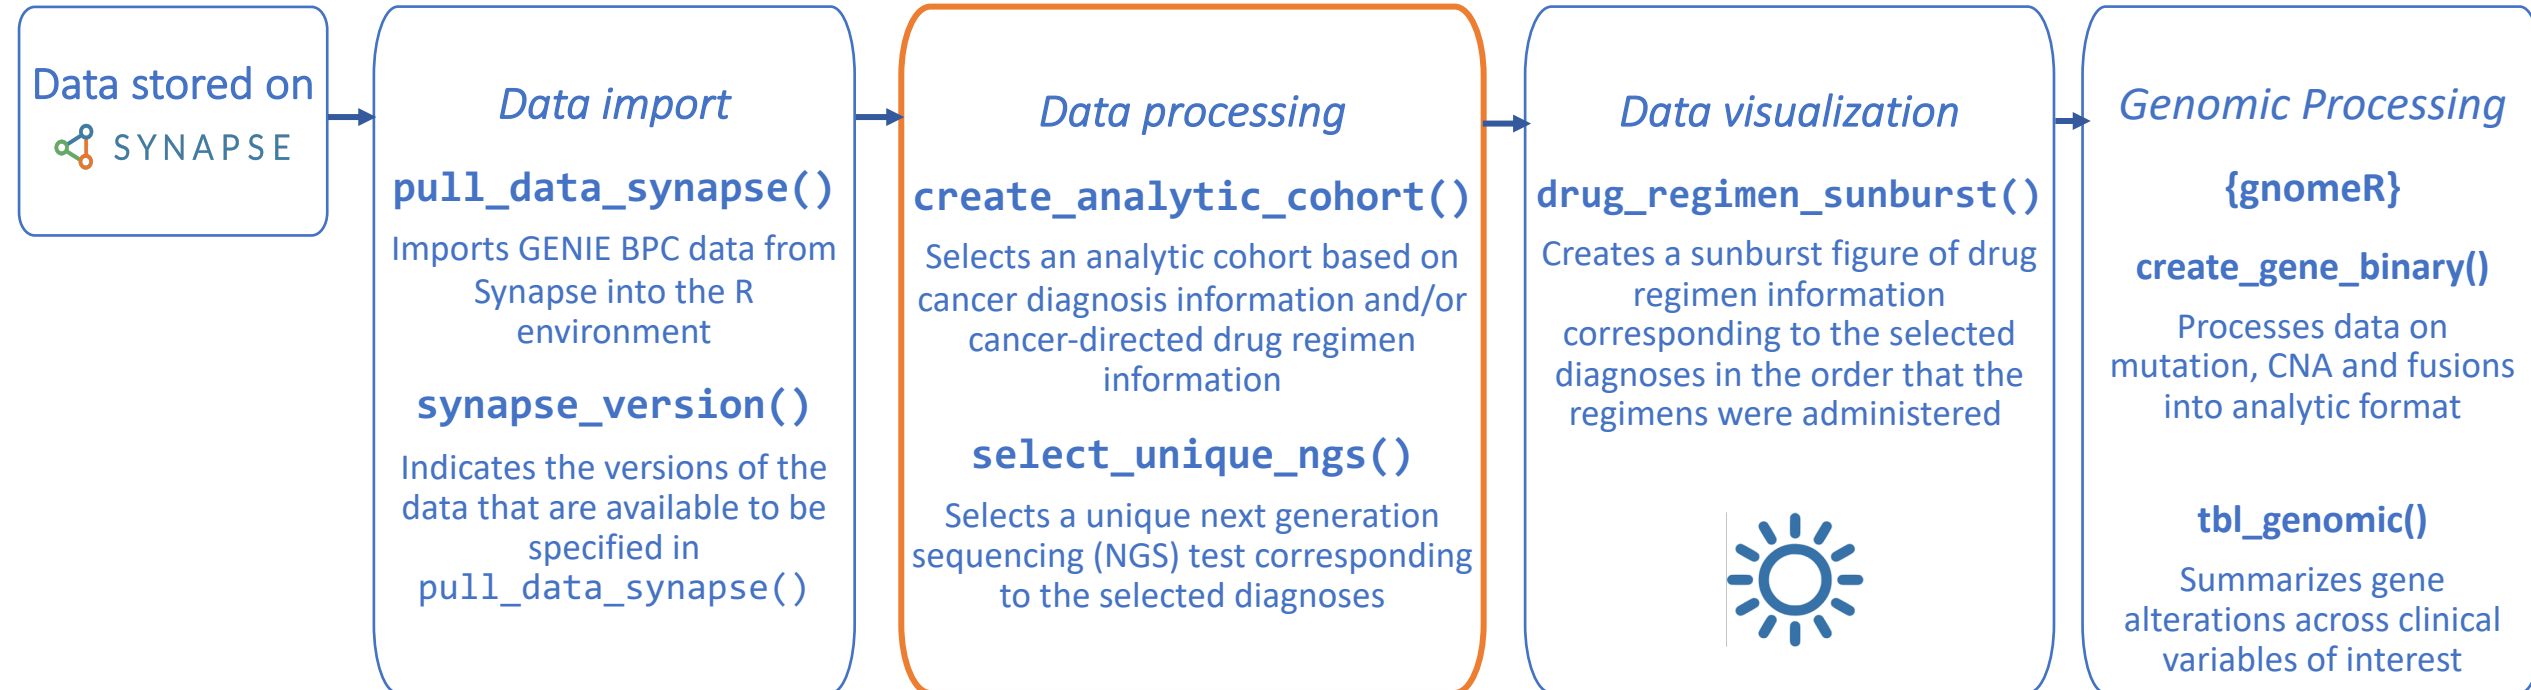 Data stored on
SYNAPSE
Data import
pull_data_synapse()
Imports GENIE BPC data from
Synapse into the R
environment
synapse_version()
Indicates the versions of the
data that are available to be
specified in
pull_data_synapse()
Data processing
create_analytic_cohort()
Selects an analytic cohort based on
cancer diagnosis information and/or
cancer-directed drug regimen
information
select_unique_ngs()
Selects a unique next generation
sequencing (NGS) test corresponding
to the selected diagnoses
Data visualization
drug_regimen_sunburst()
Creates a sunburst figure of drug
regimen information
corresponding to the selected
diagnoses in the order that the
regimens were administered
Genomic Processing
{gnomeR}
create_gene_binary()
Processes data on
mutation, CNA and fusions
into analytic format
tbl_genomic()
Summarizes gene
alterations across clinical
variables of interest